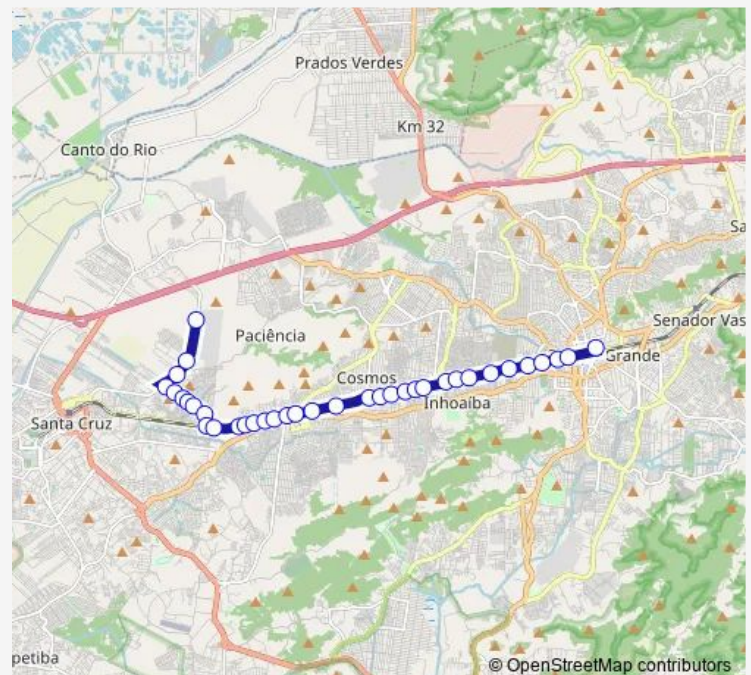 Prados Verdes
Km 32
Canto do Rio
Sa
Paciência
Senador Vas
Grande
Cosmos
Inhoaíba
Santa Cruz
petiba
© OpenStreetMap contributors